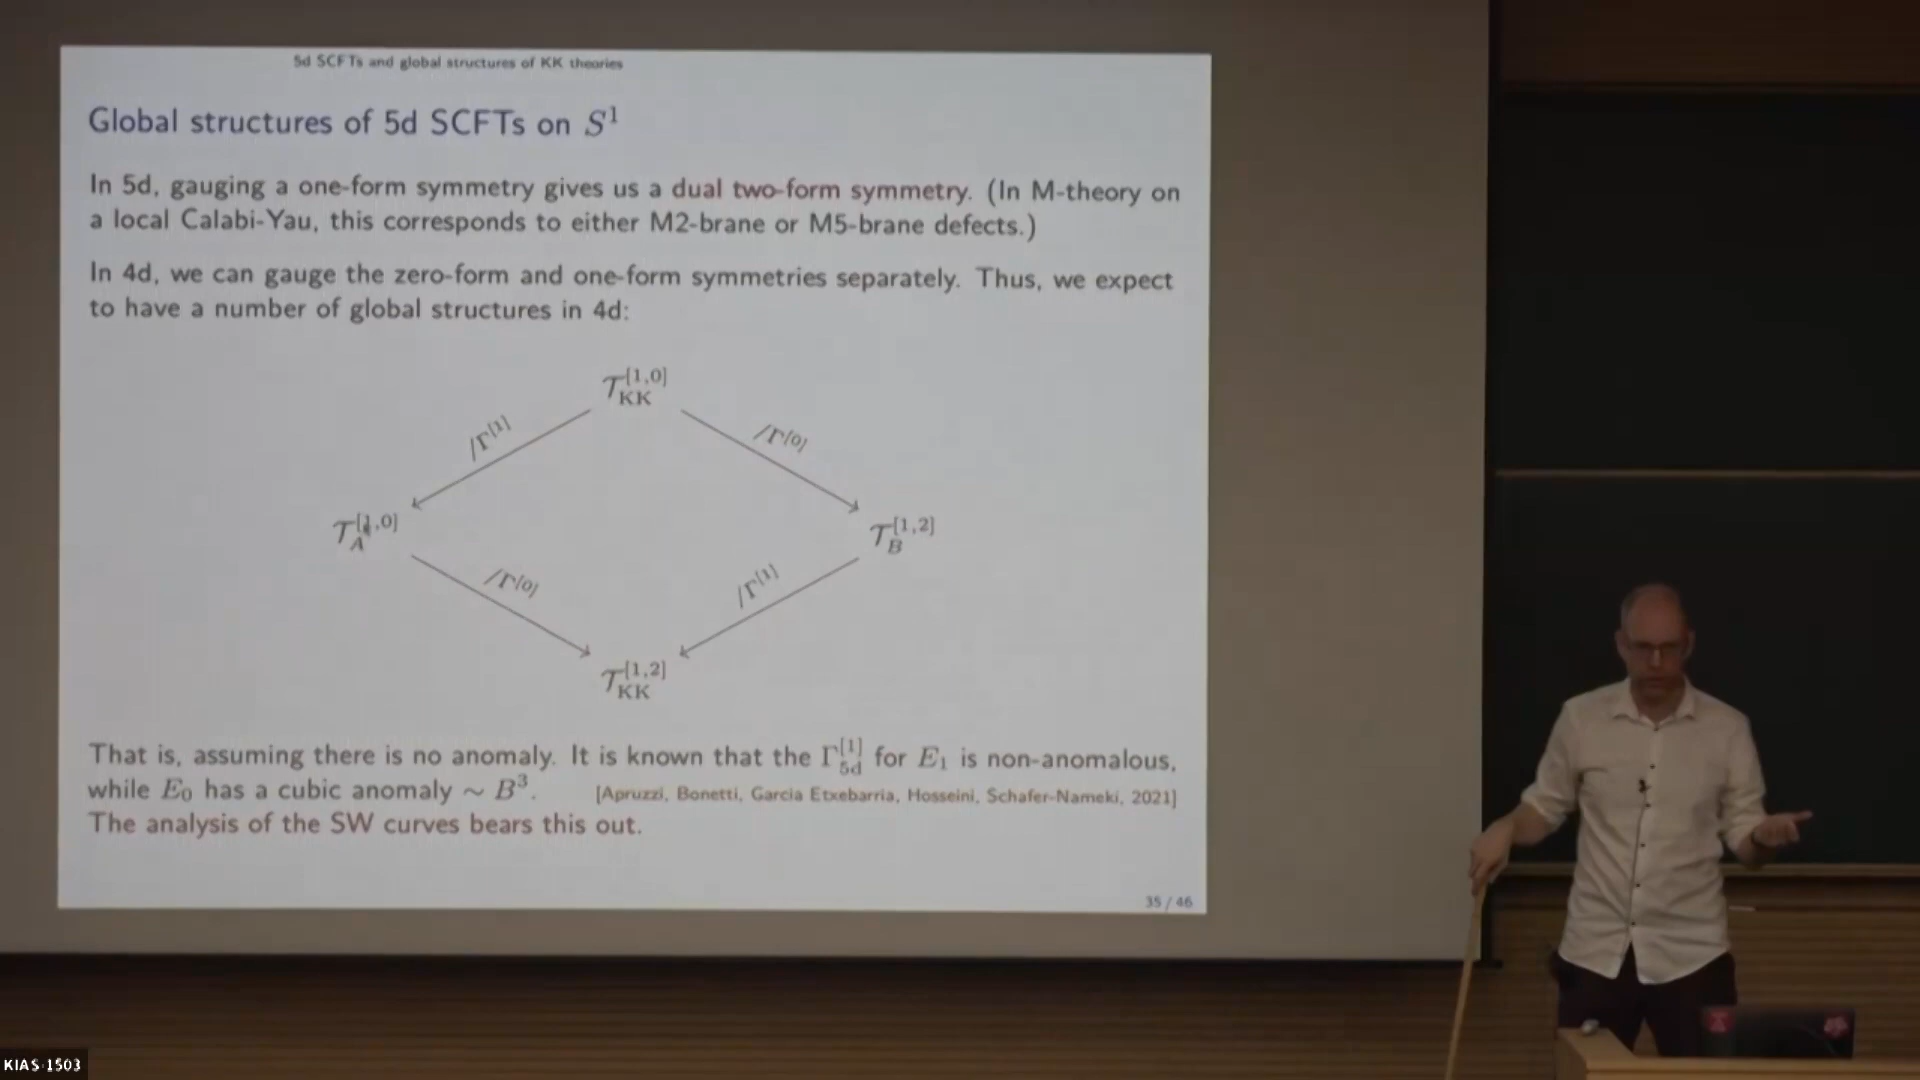 5d SCFTs and global structures of KK theories
Global structures of 5d SCFTs on S¹
In 5d, gauging a one-form symmetry gives us a dual two-form symmetry. (In M-theory on
a local Calabi-Yau, this corresponds to either M2-brane or M5-brane defects.)
In 4d, we can gauge the zero-form and one-form symmetries separately. Thus, we expect
to have a number of global structures in 4d:
T_KK^[1,0]
/Γ^[1] /Γ^[0]
T_A^[1,0] T_B^[1,2]
/Γ^[0] /Γ^[1]
T_KK^[1,2]
That is, assuming there is no anomaly. It is known that the Γ_5d^[1] for E₁ is non-anomalous,
while E₀ has a cubic anomaly ∼ B³. [Apruzzi, Bonetti, Garcia Etxebarria, Hosseini, Schafer-Nameki, 2021]
The analysis of the SW curves bears this out.
35 / 46
KIAS-1503